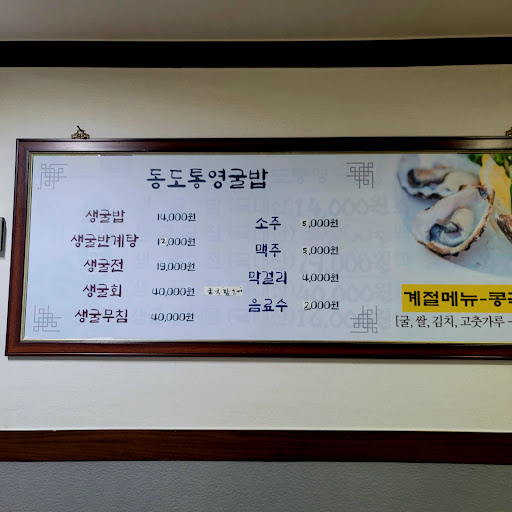 동도통영굴밥
생굴밥 14,000원
생굴반계탕 12,000원
생굴전 19,000원
생굴회 40,000원
생굴무침 40,000원
소주 5,000원
맥주 5,000원
막걸리 4,000원
음료수 2,000원
계절메뉴-콩
[굴, 쌀, 김치, 고춧가루 -